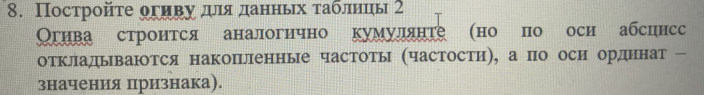 8. Постройте огиву для данных таблицы 2
Огива строится аналогично кумулянте (но по оси абсцисс
откладываются накопленные частоты (частости), а по оси ординат –
значения признака).